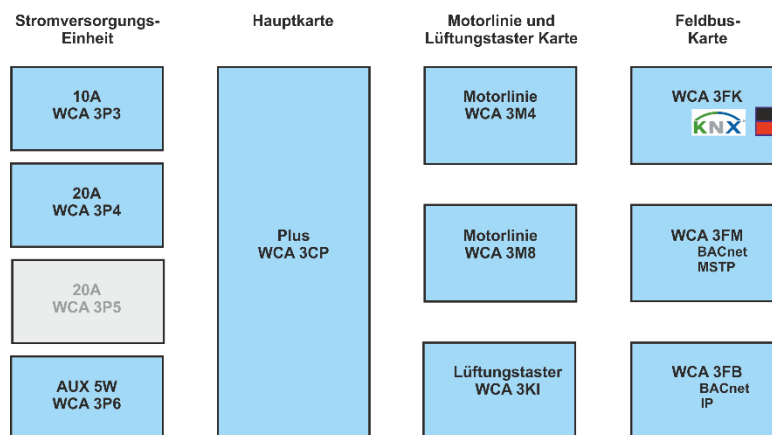 Stromversorgungs-
Einheit
Hauptkarte
Motorlinie und
Lüftungstaster Karte
Feldbus-
Karte
10A
WCA 3P3
20A
WCA 3P4
20A
WCA 3P5
AUX 5W
WCA 3P6
Plus
WCA 3CP
Motorlinie
WCA 3M4
Motorlinie
WCA 3M8
Lüftungstaster
WCA 3KI
WCA 3FK
KNX
WCA 3FM
BACnet
MSTP
WCA 3FB
BACnet
IP